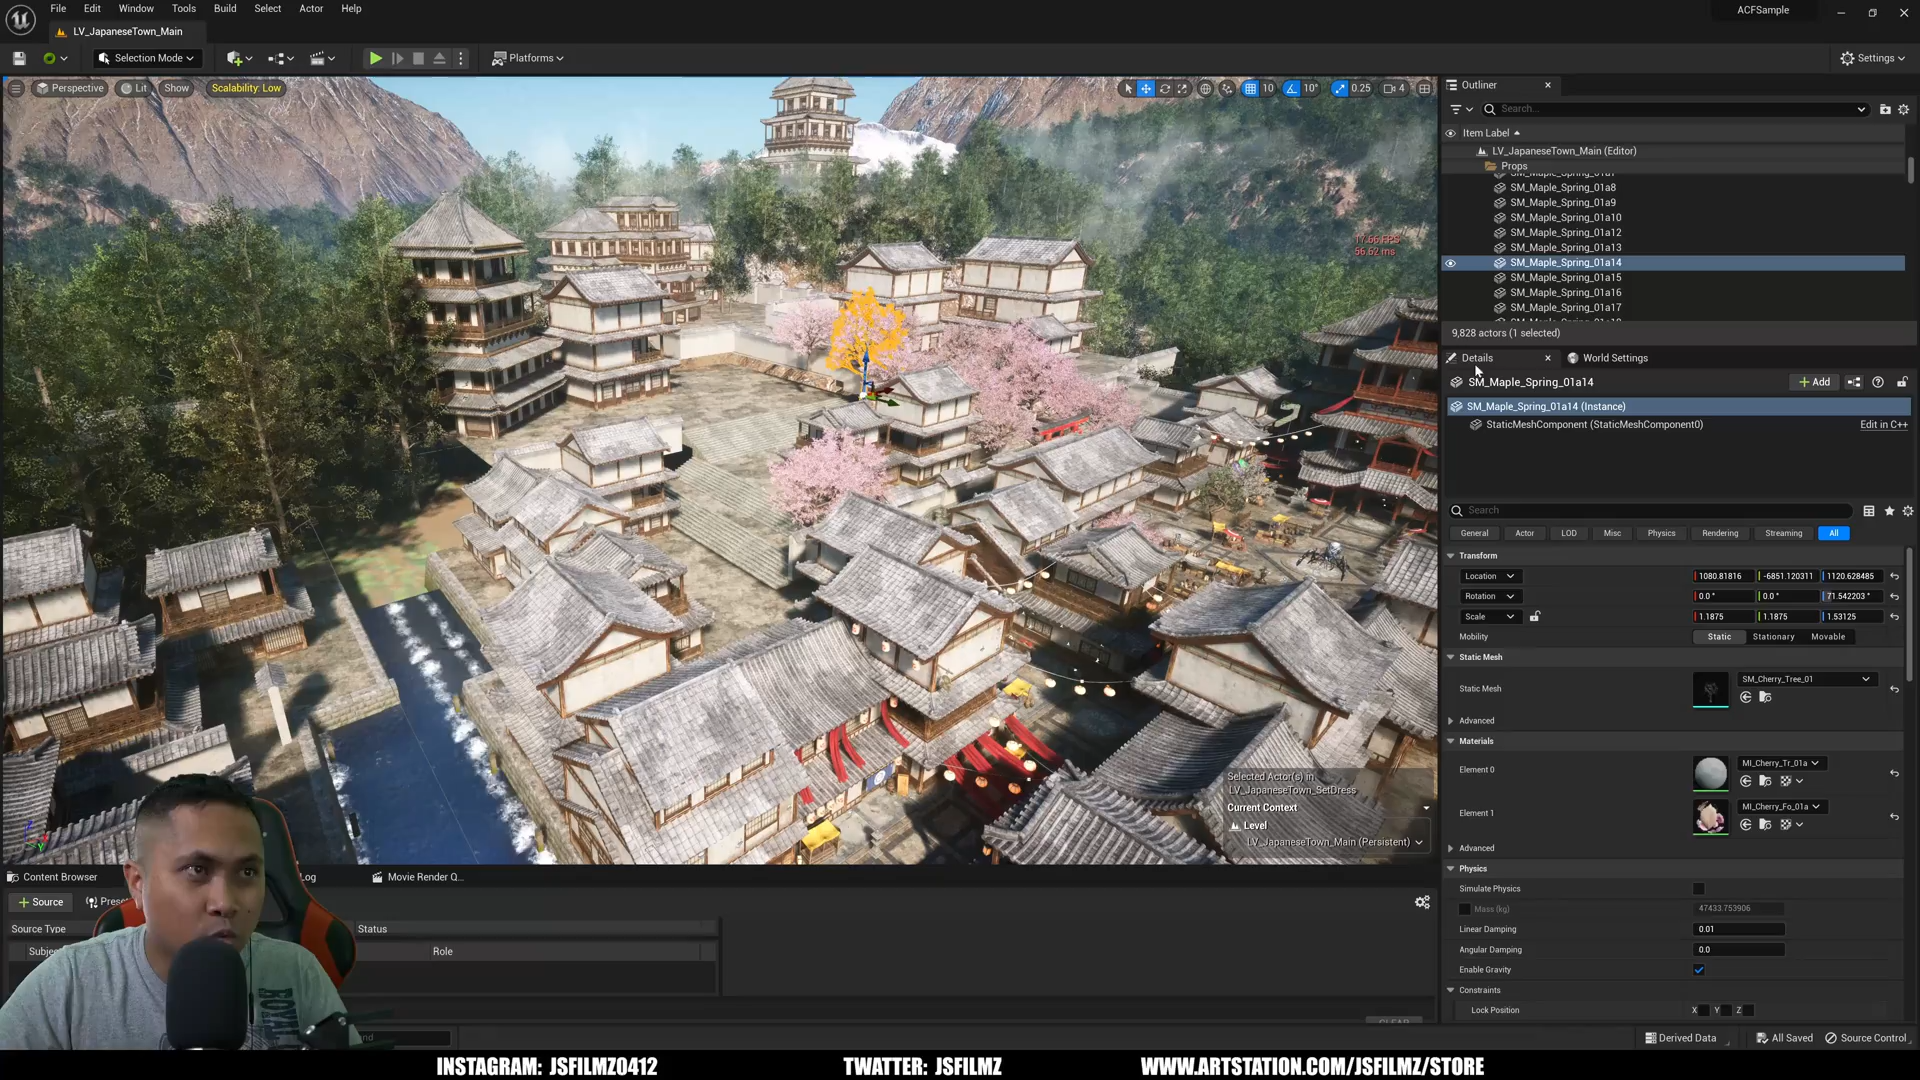 File Edit Window Tools Build Select Actor Help
ACFSample
LV_JapaneseTown_Main
Selection Mode
Platforms
Settings
Perspective Lit Show Scalability: Low
10 10° 0.25 4
17.66 FPS
56.62 ms
Outliner
Search...
Item Label
LV_JapaneseTown_Main (Editor)
Props
SM_Maple_Spring_01a8
SM_Maple_Spring_01a9
SM_Maple_Spring_01a10
SM_Maple_Spring_01a12
SM_Maple_Spring_01a13
SM_Maple_Spring_01a14
SM_Maple_Spring_01a15
SM_Maple_Spring_01a16
SM_Maple_Spring_01a17
9,828 actors (1 selected)
Details
World Settings
SM_Maple_Spring_01a14
+ Add
SM_Maple_Spring_01a14 (Instance)
StaticMeshComponent (StaticMeshComponent0)
Edit in C++
Search
General Actor LOD Misc Physics Rendering Streaming All
Transform
Location 1080.81816 -6851.120311 1120.628485
Rotation 0.0 ° 0.0 ° 71.542203 °
Scale 1.1875 1.1875 1.53125
Mobility Static Stationary Movable
Static Mesh
Static Mesh SM_Cherry_Tree_01
Advanced
Materials
Element 0 MI_Cherry_Tr_01a
Element 1 MI_Cherry_Fo_01a
Advanced
Physics
Simulate Physics
Mass (kg) 47433.753906
Linear Damping 0.01
Angular Damping 0.0
Enable Gravity
Constraints
Lock Position X Y Z
Selected Actor(s) in
LV_JapaneseTown_SetDress
Current Context
Level
LV_JapaneseTown_Main (Persistent)
Content Browser
Log
Movie Render Q...
+ Source
Source Type
Status
Role
Derived Data
All Saved
Source Control
INSTAGRAM: JSFILMZ0412 TWATTER: JSFILMZ WWW.ARTSTATION.COM/JSFILMZ/STORE